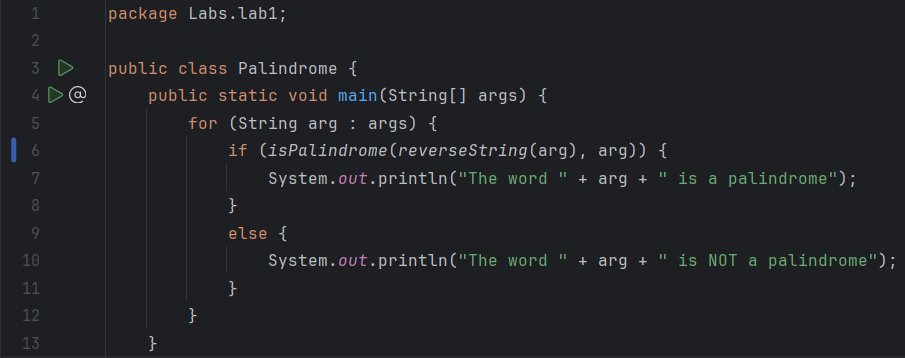 1 package Labs.lab1;
2
3 public class Palindrome {
4 @ public static void main(String[] args) {
5 for (String arg : args) {
6 if (isPalindrome(reverseString(arg), arg)) {
7 System.out.println("The word " + arg + " is a palindrome");
8 }
9 else {
10 System.out.println("The word " + arg + " is NOT a palindrome");
11 }
12 }
13 }